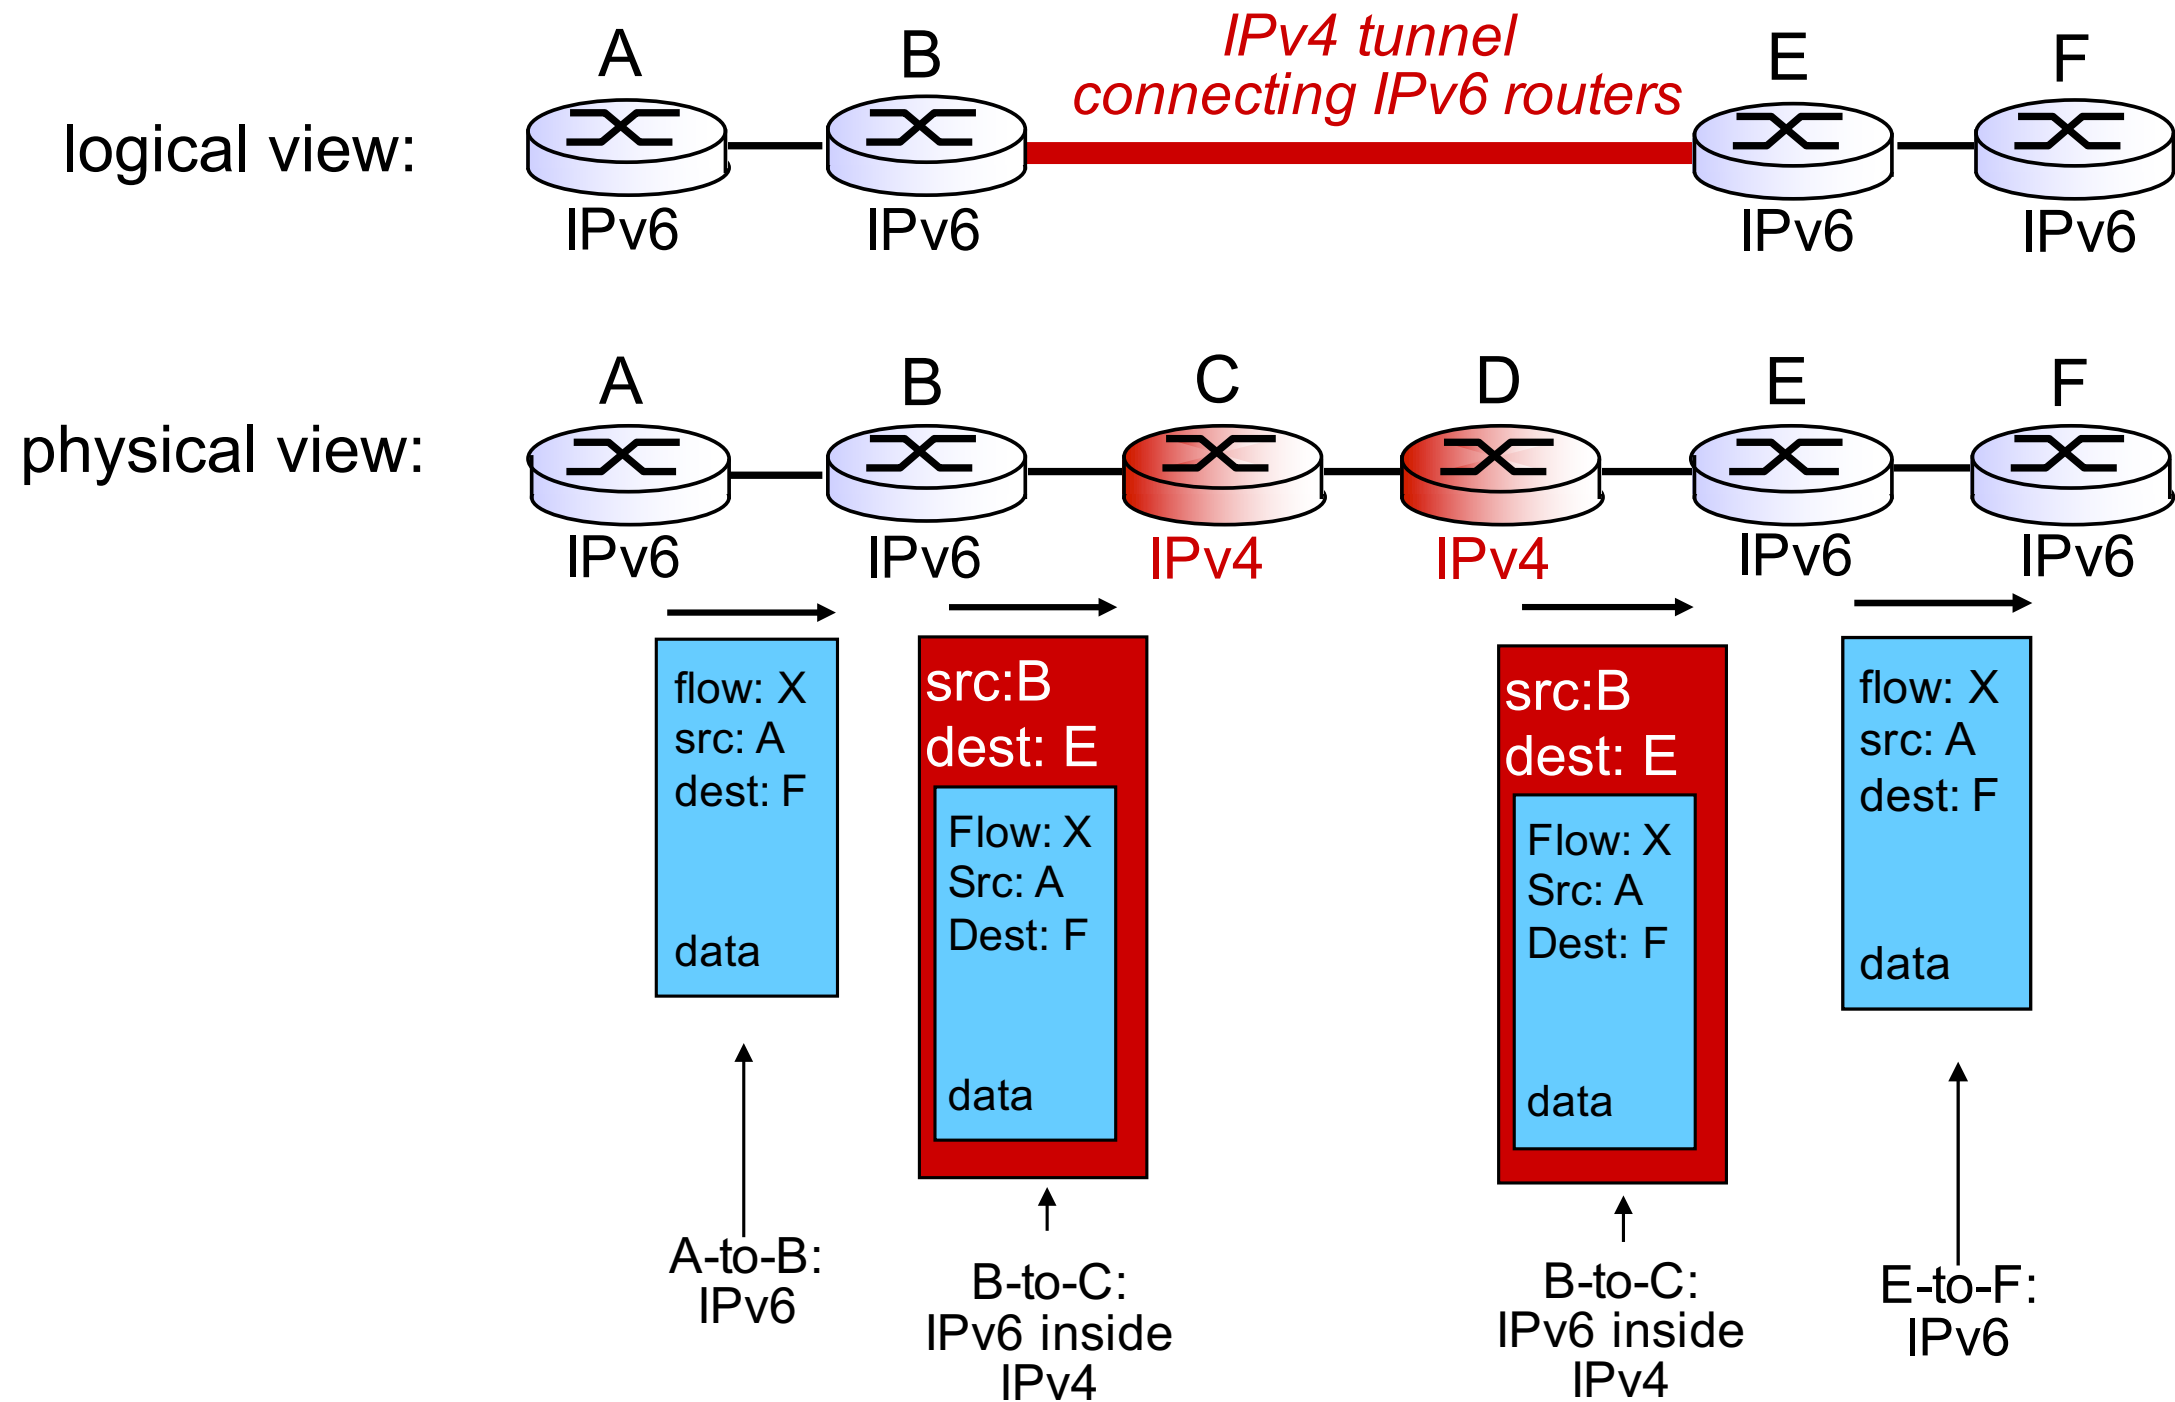 IPv4 tunnel
connecting IPv6 routers
A
B
E
F
logical view:
IPv6
IPv6
IPv6
IPv6
A
B
C
D
E
F
physical view:
IPv6
IPv6
IPv4
IPv4
IPv6
IPv6
flow: X
src: A
dest: F
data
src:B
dest: E
Flow: X
Src: A
Dest: F
data
src:B
dest: E
Flow: X
Src: A
Dest: F
data
flow: X
src: A
dest: F
data
A-to-B:
IPv6
B-to-C:
IPv6 inside
IPv4
B-to-C:
IPv6 inside
IPv4
E-to-F:
IPv6